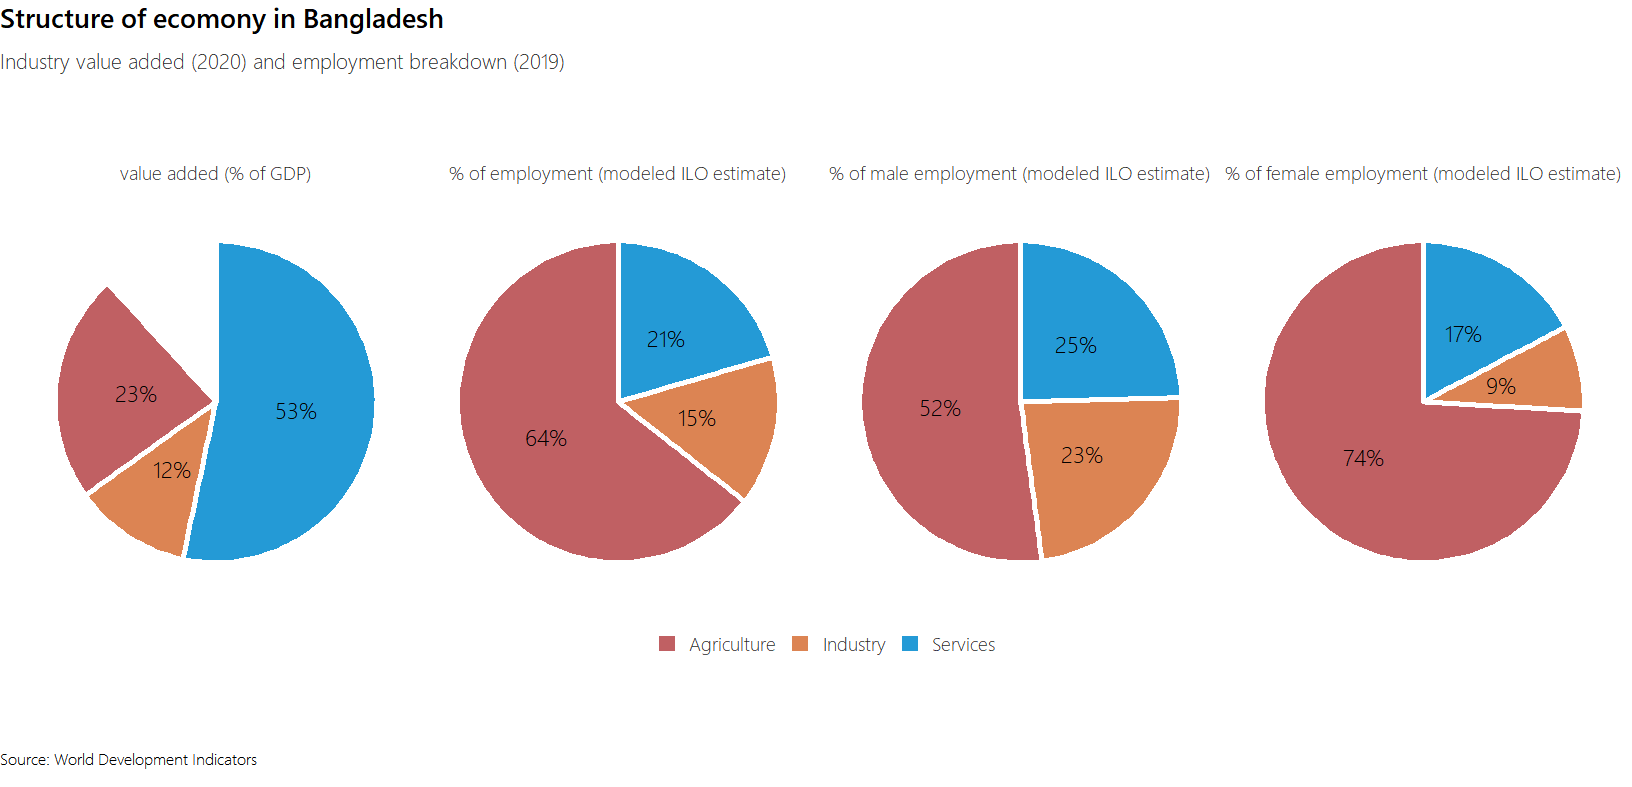 Structure of ecomony in Bangladesh
Industry value added (2020) and employment breakdown (2019)
value added (% of GDP)
% of employment (modeled ILO estimate)
% of male employment (modeled ILO estimate)
% of female employment (modeled ILO estimate)
23%
53%
12%
21%
15%
64%
25%
52%
23%
17%
9%
74%
Agriculture Industry Services
Source: World Development Indicators